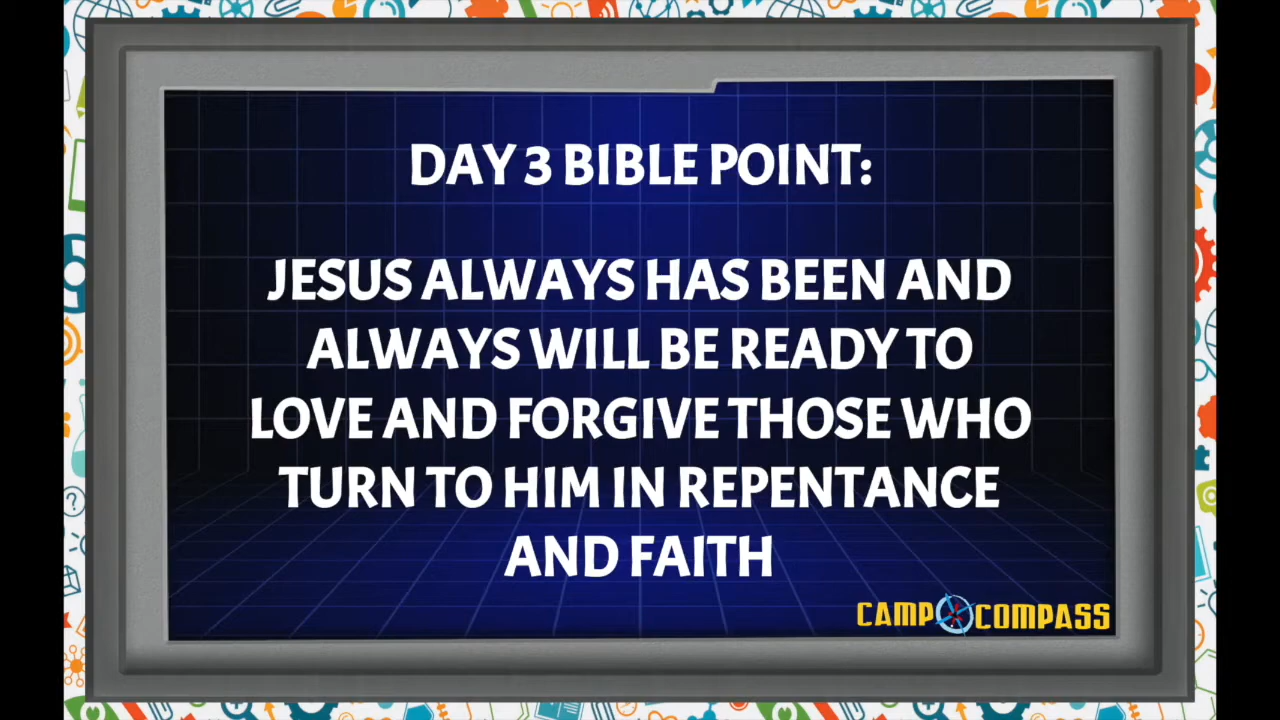 DAY 3 BIBLE POINT:
JESUS ALWAYS HAS BEEN AND
ALWAYS WILL BE READY TO
LOVE AND FORGIVE THOSE WHO
TURN TO HIM IN REPENTANCE
AND FAITH
CAMP COMPASS